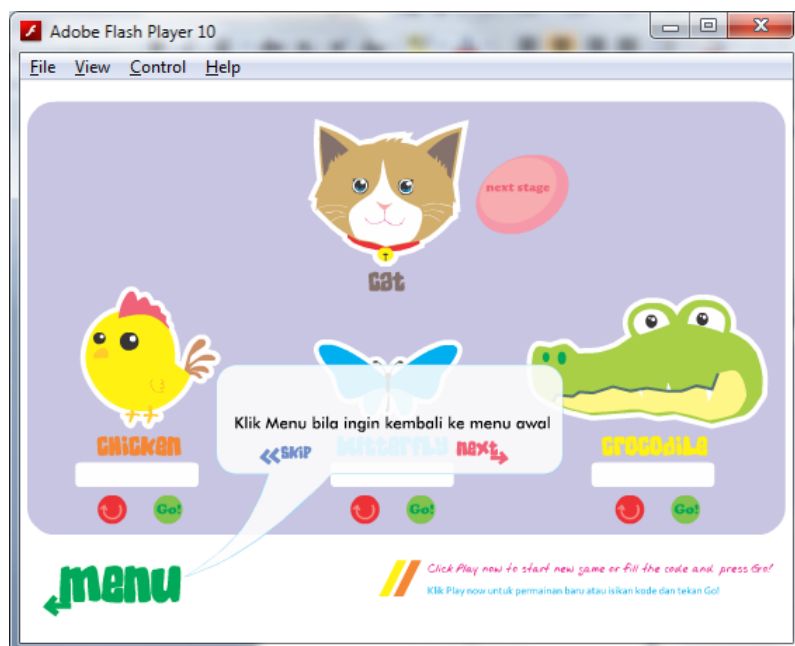 Adobe Flash Player 10
File View Control Help
next stage
T
cat
Klik Menu bila ingin kembali ke menu awal
CHICKEN
<<SKIP BUTTERFLY next
CROCODILE
Go! Go! Go!
menu
Click Play now to start new game or fill the code and press Go!
Klik Play now untuk permainan baru atau isikan kode dan tekan Go!